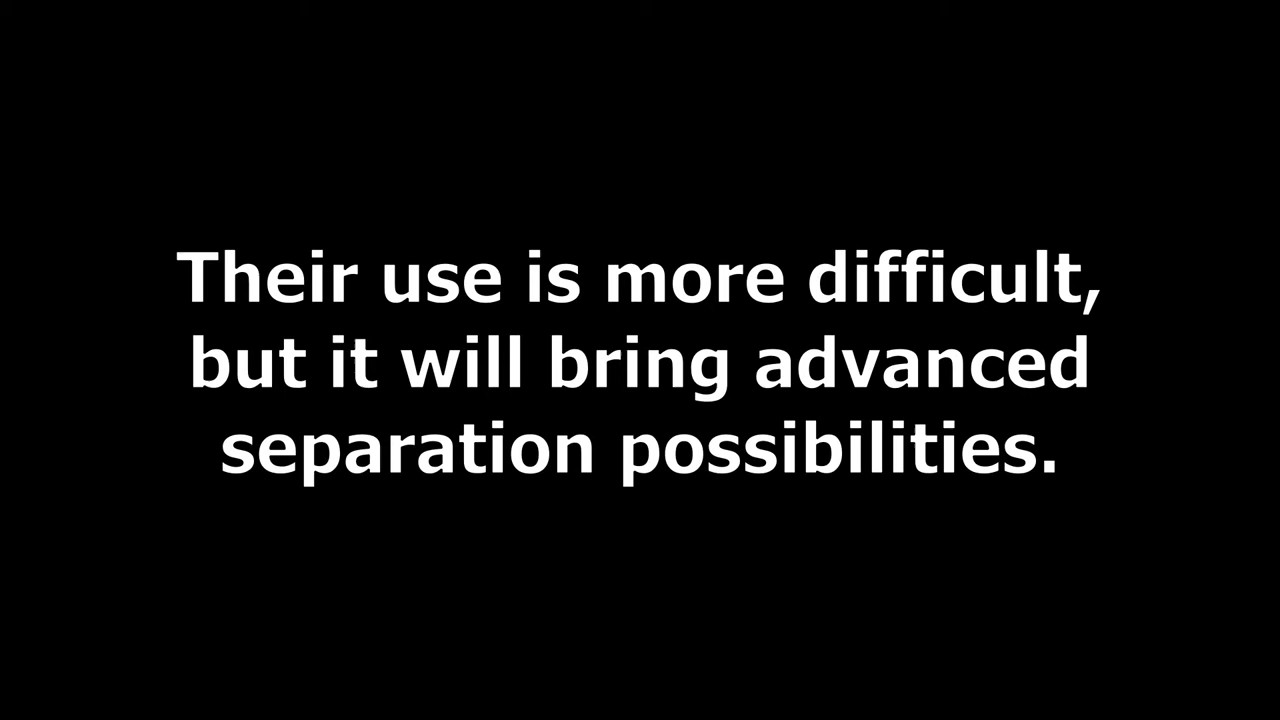 Their use is more difficult,
but it will bring advanced
separation possibilities.